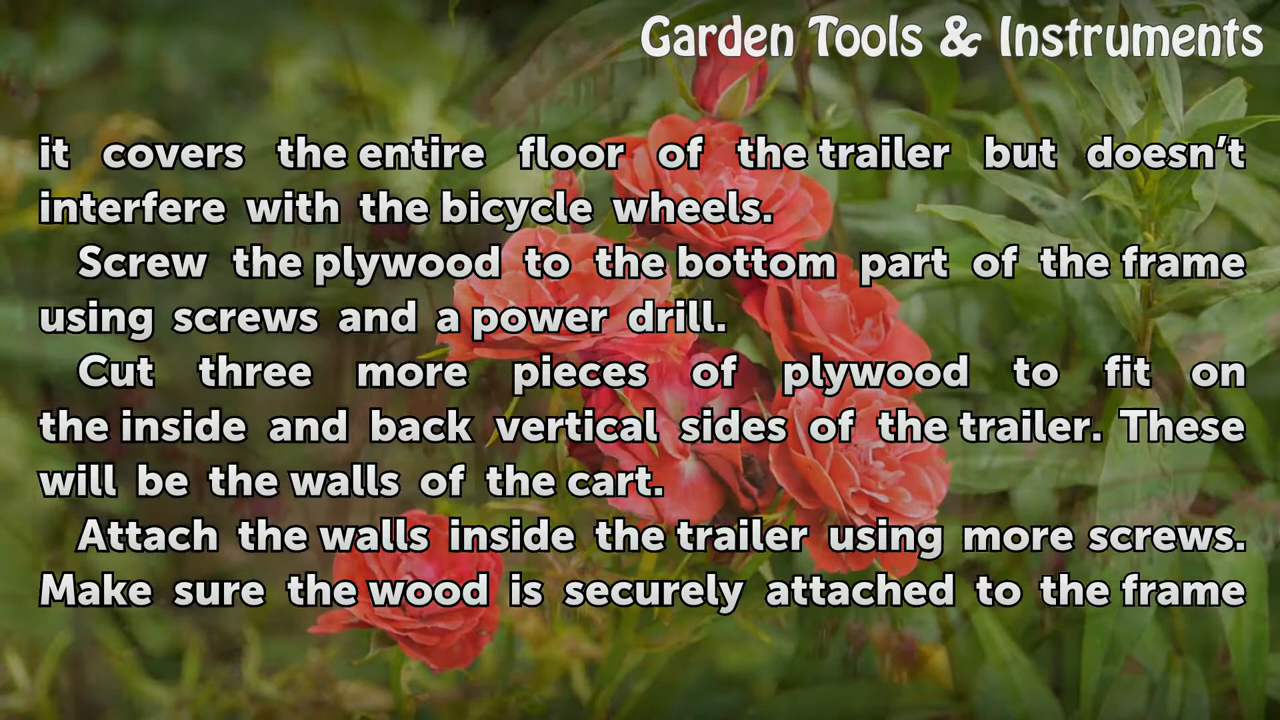 Garden Tools & Instruments
it covers the entire floor of the trailer but doesn’t
interfere with the bicycle wheels.
Screw the plywood to the bottom part of the frame
using screws and a power drill.
Cut three more pieces of plywood to fit on
the inside and back vertical sides of the trailer. These
will be the walls of the cart.
Attach the walls inside the trailer using more screws.
Make sure the wood is securely attached to the frame